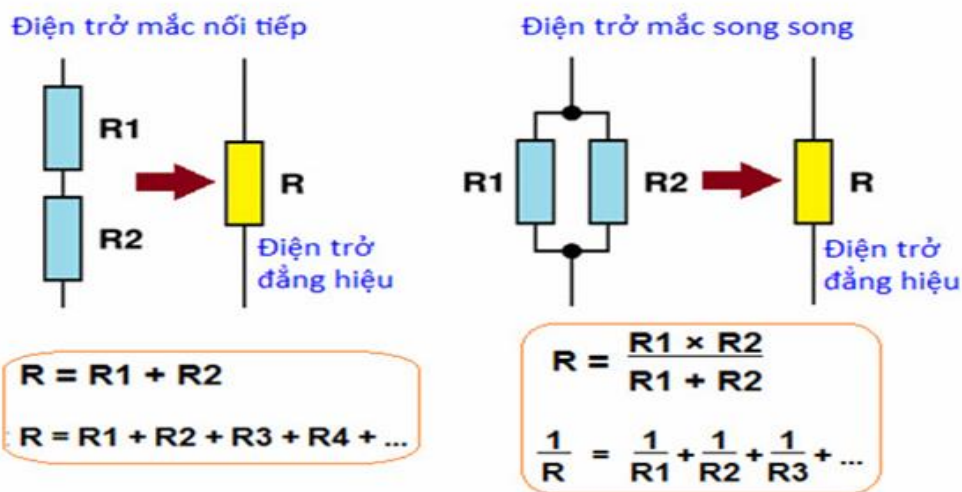 Điện trở mắc nối tiếp
R1
R2
R
Điện trở
đẳng hiệu
R = R1 + R2
: R = R1 + R2 + R3 + R4 + ...
Điện trở mắc song song
R1
R2
R
Điện trở
đẳng hiệu
R = R1 × R2 / R1 + R2
1/R = 1/R1 + 1/R2 + 1/R3 + ...